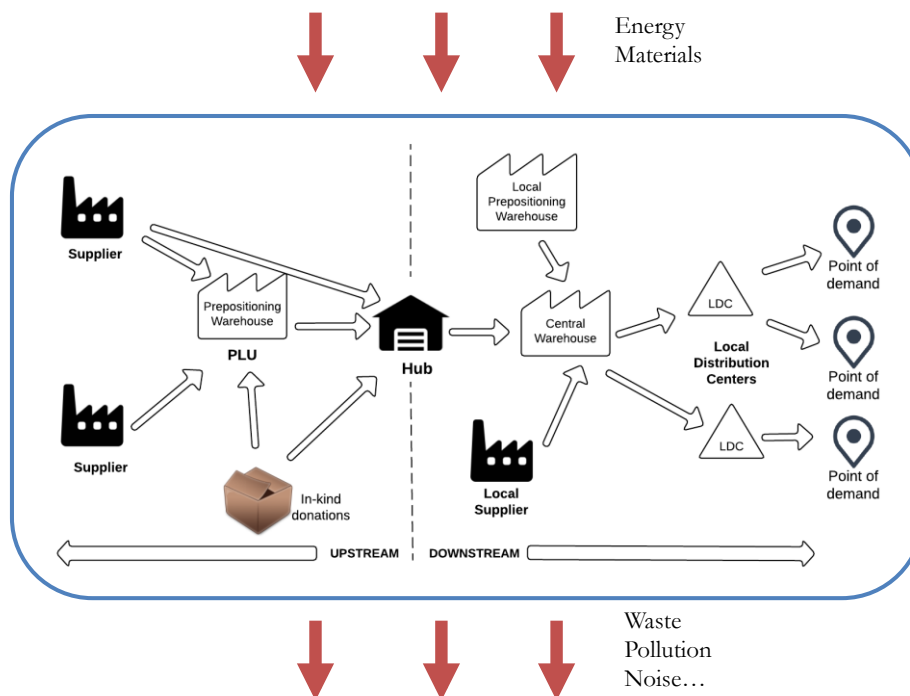 Energy
Materials
Local
Prepositioning
Warehouse
Supplier
Prepositioning
Warehouse
PLU
Hub
Central
Warehouse
LDC
Local
Distribution
Centers
Point of
demand
Point of
demand
Supplier
In-kind
donations
Local
Supplier
LDC
Point of
demand
UPSTREAM
DOWNSTREAM
Waste
Pollution
Noise…